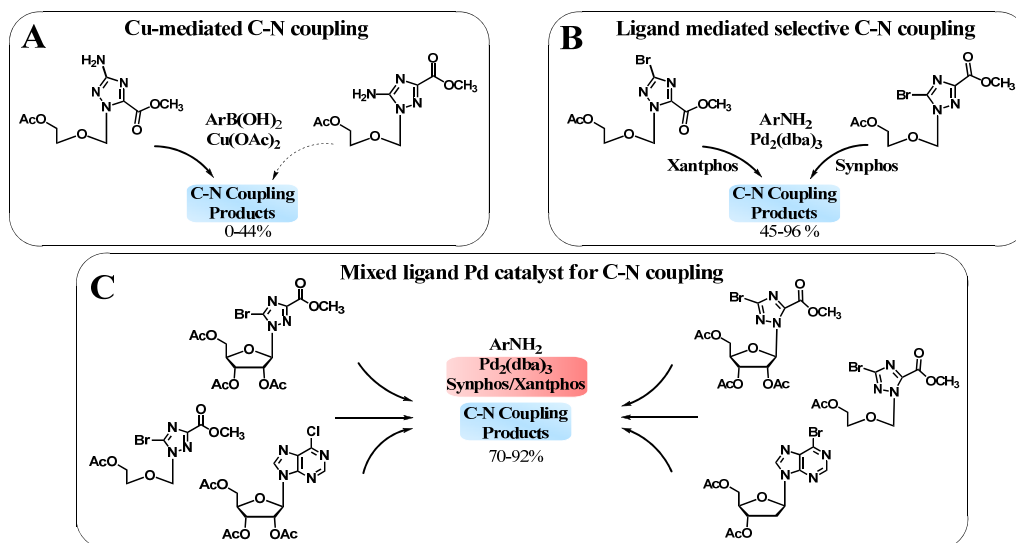 A
Cu-mediated C-N coupling
H₂N
N
N
N
O
OCH₃
O
AcO
O
ArB(OH)₂
Cu(OAc)₂
H₂N
N
N
N
O
OCH₃
AcO
O
C-N Coupling
Products
0-44%
B
Ligand mediated selective C-N coupling
Br
N
N
N
O
OCH₃
O
AcO
O
ArNH₂
Pd₂(dba)₃
Xantphos
Synphos
Br
N
N
N
O
OCH₃
AcO
O
C-N Coupling
Products
45-96 %
C
Mixed ligand Pd catalyst for C-N coupling
Br
N
N
N
O
OCH₃
AcO
O
AcO
OAc
Br
N
N
N
O
OCH₃
AcO
O
Cl
N
N
N
N
AcO
O
AcO
OAc
ArNH₂
Pd₂(dba)₃
Synphos/Xantphos
C-N Coupling
Products
70-92%
Br
N
N
N
O
OCH₃
AcO
O
AcO
OAc
Br
N
N
N
O
OCH₃
AcO
O
Br
N
N
N
N
AcO
O
AcO